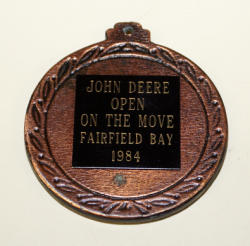 JOHN DEERE
OPEN
ON THE MOVE
FAIRFIELD BAY
1984